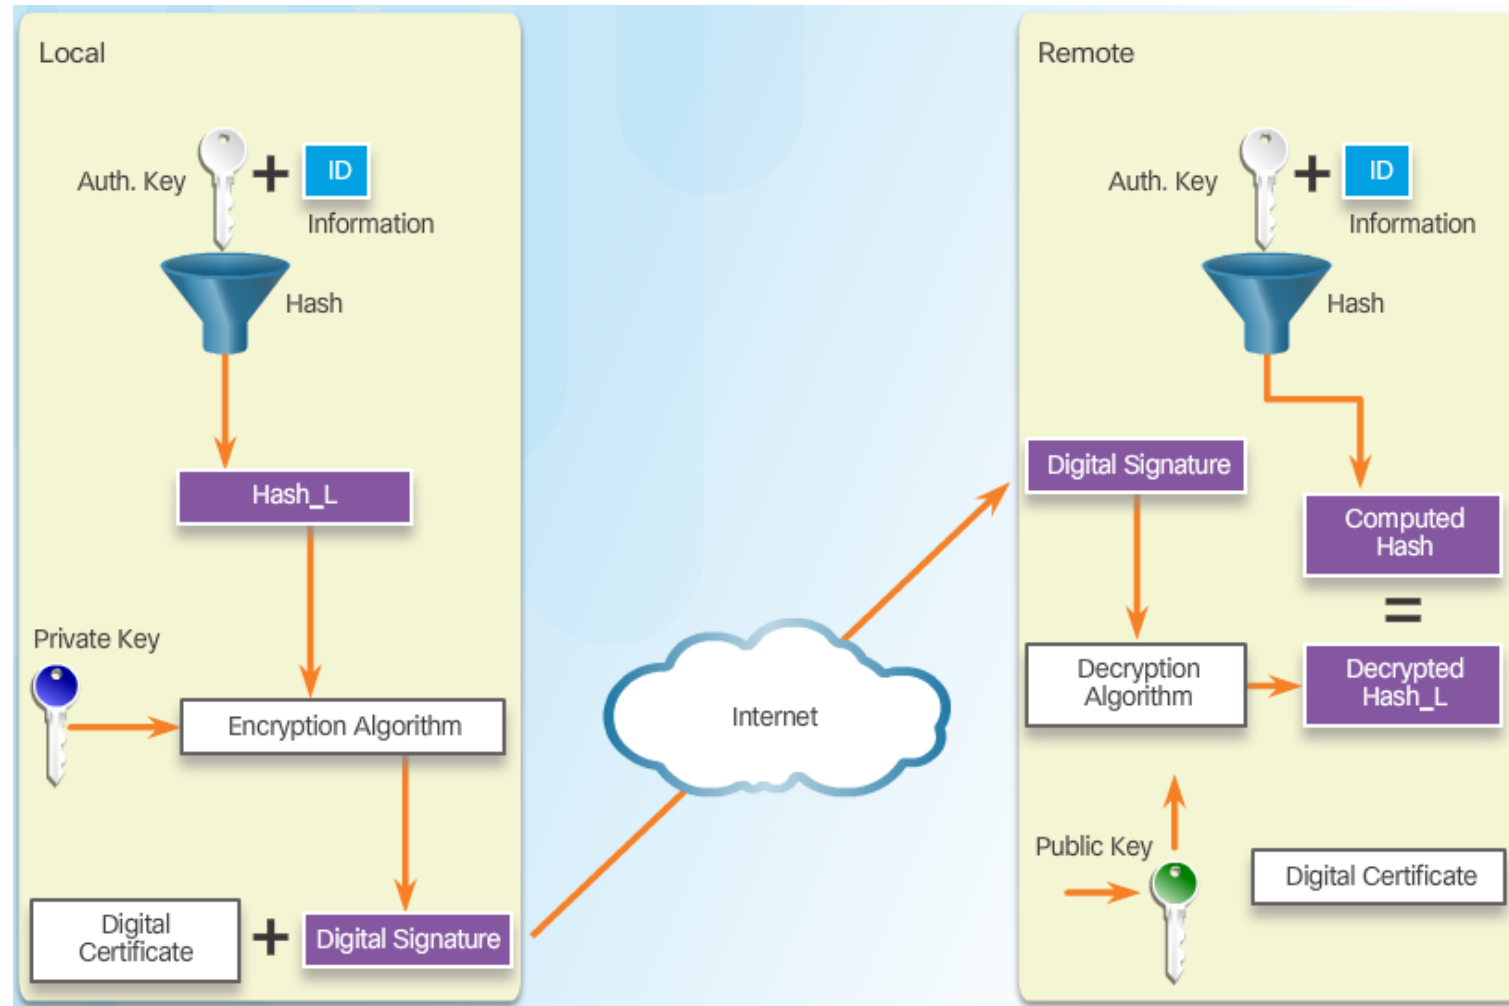 Local
Auth. Key
ID
Information
Hash
Hash_L
Private Key
Encryption Algorithm
Digital
Certificate
Digital Signature
Internet
Remote
Auth. Key
ID
Information
Hash
Digital Signature
Computed
Hash
Decryption
Algorithm
Decrypted
Hash_L
Public Key
Digital Certificate